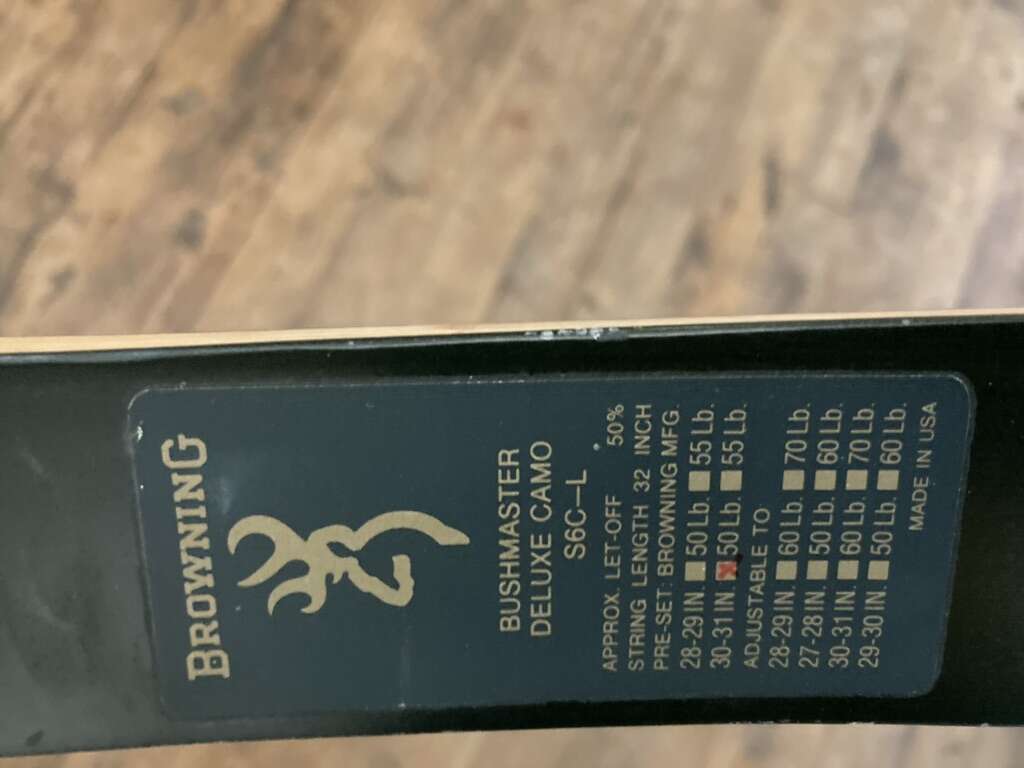 BROWNING
BUSHMASTER
DELUXE CAMO
S6C-L
APPROX. LET-OFF 50%
STRING LENGTH 32 INCH
PRE-SET: BROWNING MFG.
28-29 IN. 50 Lb. 55 Lb.
30-31 IN. 50 Lb. 55 Lb.
ADJUSTABLE TO
28-29 IN. 60 Lb. 70 Lb.
27-28 IN. 50 Lb. 60 Lb.
30-31 IN. 60 Lb. 70 Lb.
29-30 IN. 50 Lb. 60 Lb.
MADE IN USA